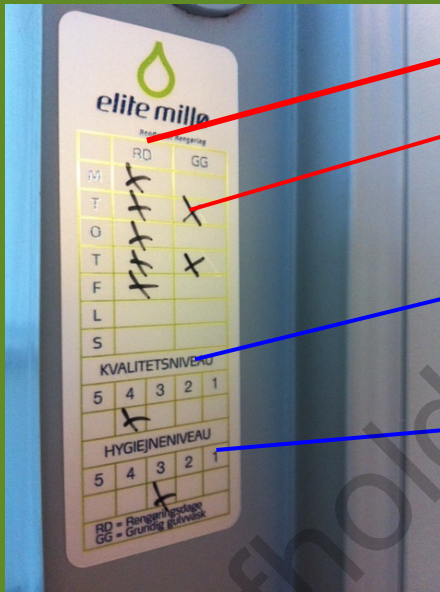 elite miljø
Rengøring
RD GG
M X
T X X
O X
T X X
F X
L
S
KVALITETSNIVEAU
5 4 3 2 1
X
HYGIEJNENIVEAU
5 4 3 2 1
X
RD = Rengøringsdage
GG = Grundig gulvvask